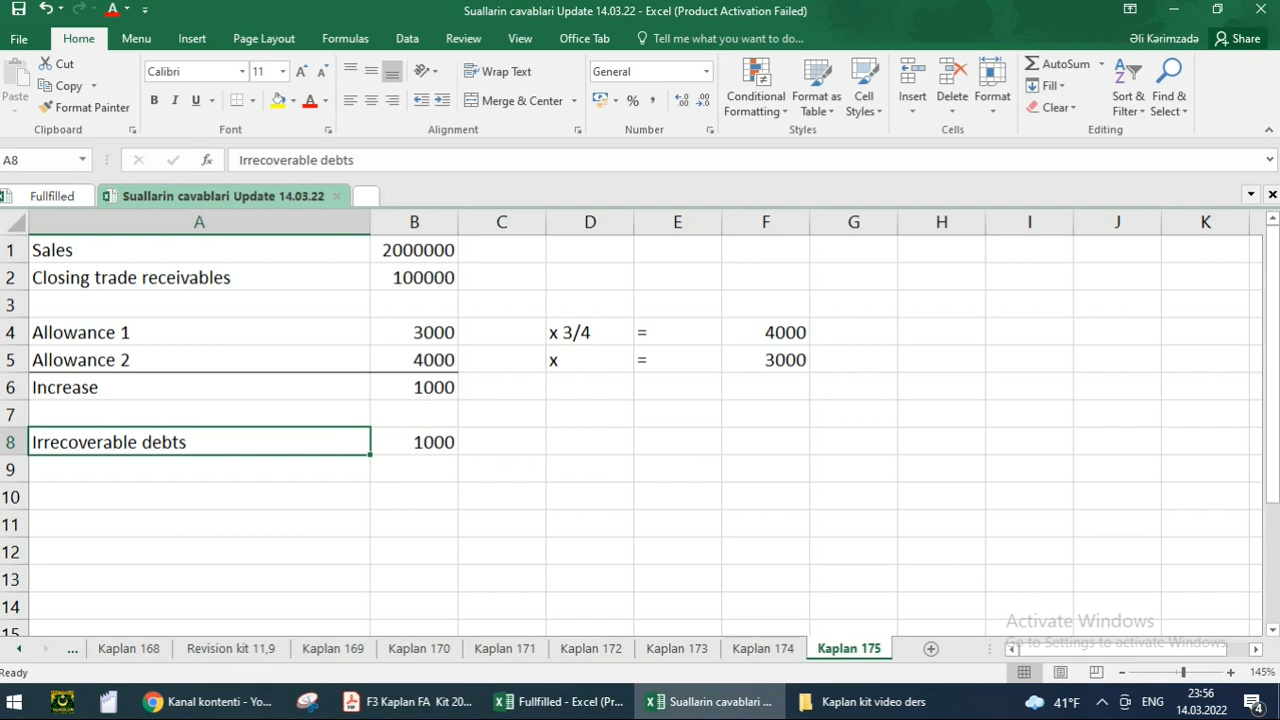 Suallarin cavablari Update 14.03.22 - Excel (Product Activation Failed)
File Home Menu Insert Page Layout Formulas Data Review View Office Tab Tell me what you want to do... Əli Kərimzadə Share
Paste Cut Copy Format Painter Clipboard
Calibri 11 B I U A A A Font
Wrap Text Merge & Center Alignment
General % , Number
Conditional Formatting Format as Table Cell Styles Styles
Insert Delete Format Cells
AutoSum Fill Clear Sort & Filter Find & Select Editing
A8 fx Irrecoverable debts
Fullfilled Suallarin cavablari Update 14.03.22
A B C D E F G H I J K
1 Sales 2000000
2 Closing trade receivables 100000
3
4 Allowance 1 3000 x 3/4 = 4000
5 Allowance 2 4000 x = 3000
6 Increase 1000
7
8 Irrecoverable debts 1000
9
10
11
12
13
14
15
Activate Windows
Go to Settings to activate Windows.
... Kaplan 168 Revision kit 11,9 Kaplan 169 Kaplan 170 Kaplan 171 Kaplan 172 Kaplan 173 Kaplan 174 Kaplan 175
Ready 145%
Kanal kontenti - Yo... F3 Kaplan FA Kit 20... Fullfilled - Excel (Pr... Suallarin cavablari ... Kaplan kit video ders 41°F ENG 23:56
14.03.2022 4